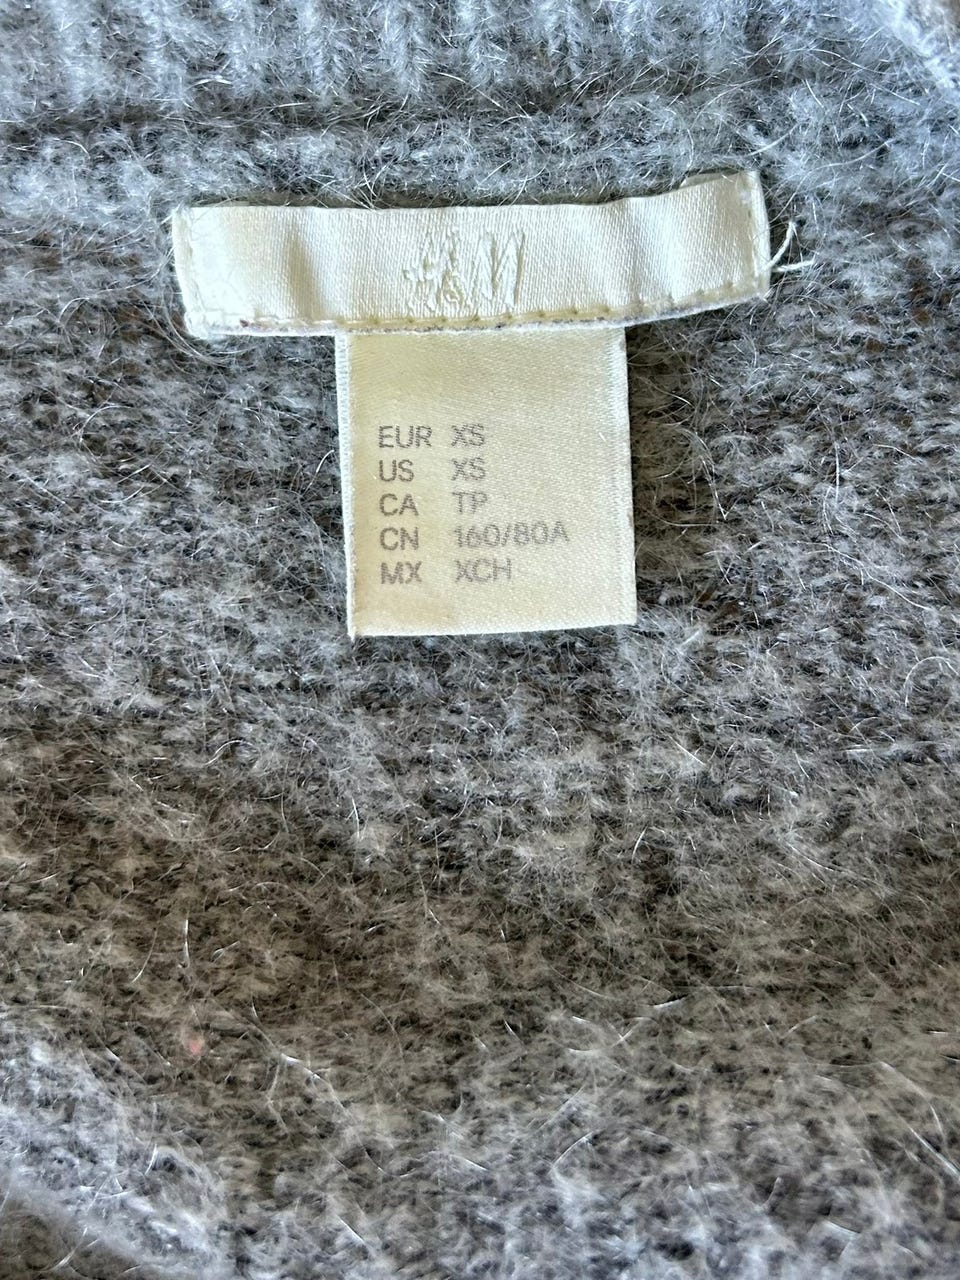 H&M
EUR XS
US XS
CA TP
CN 160/80A
MX XCH